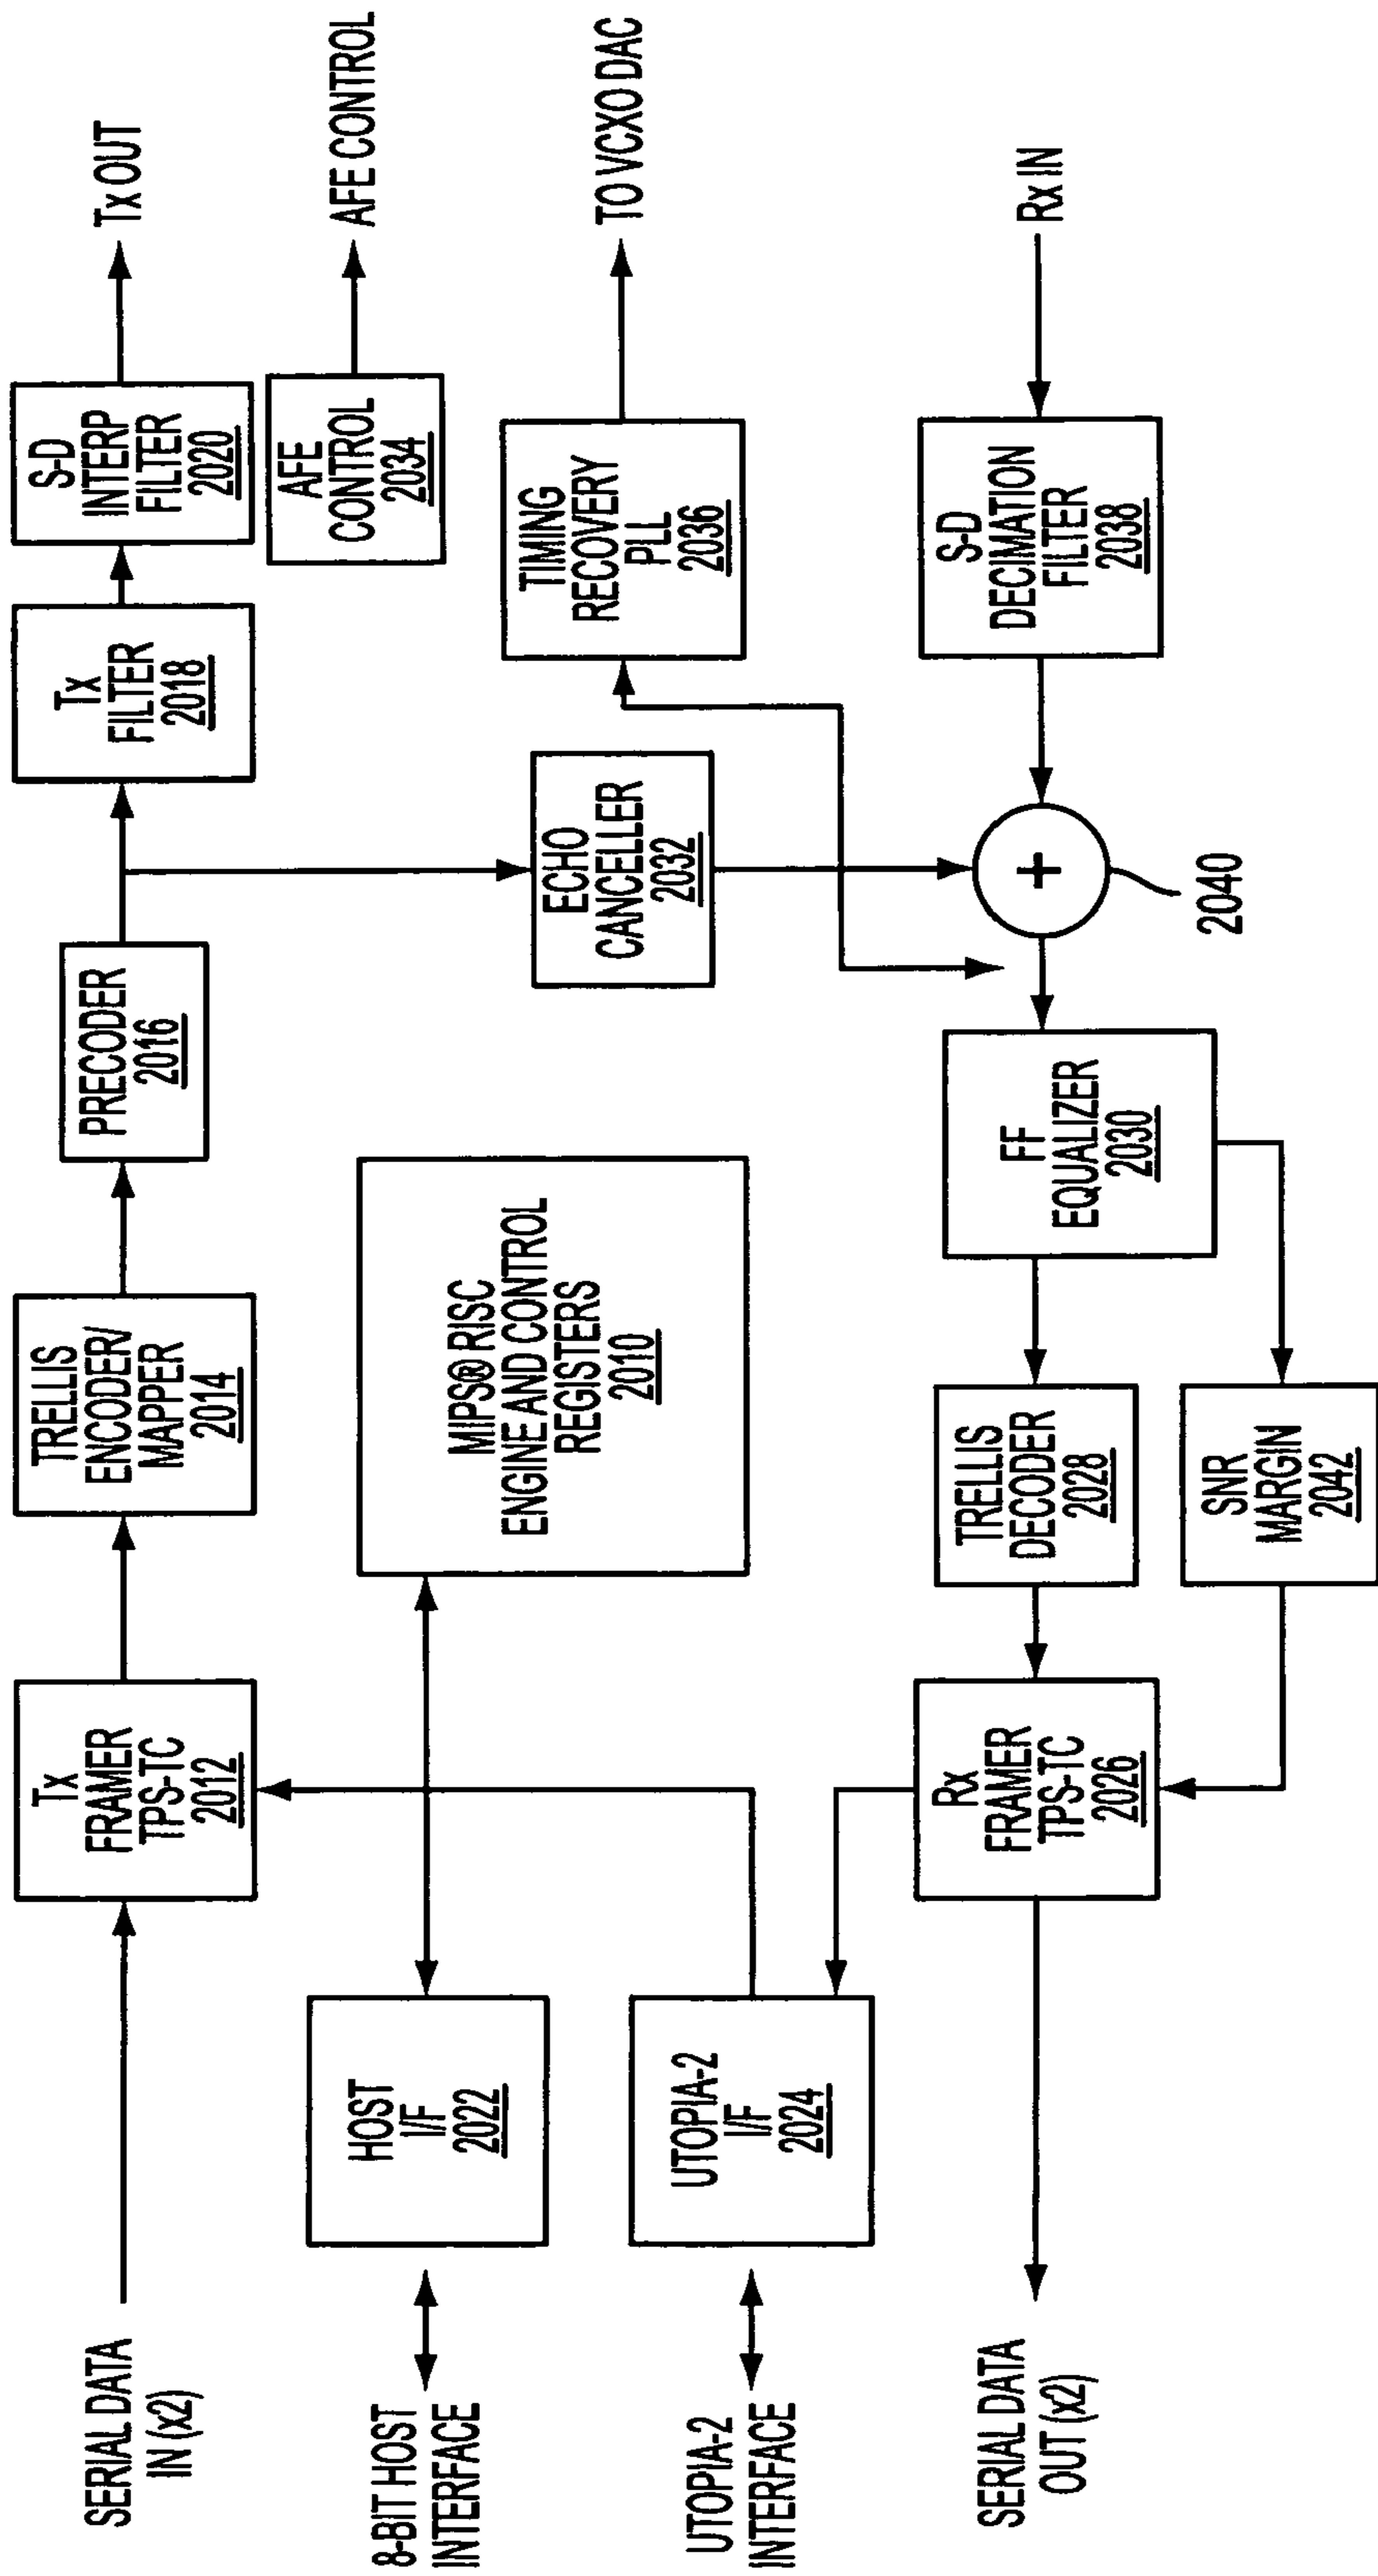 SERIAL DATA
IN (x2)
Tx
FRAMER
TPS-TC
2012
TRELLIS
ENCODER/
MAPPER
2014
PRECODER
2016
Tx
FILTER
2018
S-D
INTERP
FILTER
2020
Tx OUT
8-BIT HOST
INTERFACE
HOST
I/F
2022
MIPS® RISC
ENGINE AND CONTROL
REGISTERS
2010
AFE
CONTROL
2034
AFE CONTROL
UTOPIA-2
INTERFACE
UTOPIA-2
I/F
2024
ECHO
CANCELLER
2032
TIMING
RECOVERY
PLL
2036
TO VCXO DAC
SERIAL DATA
OUT (x2)
Rx
FRAMER
TPS-TC
2026
TRELLIS
DECODER
2028
FF
EQUALIZER
2030
+
2040
S-D
DECIMATION
FILTER
2038
Rx IN
SNR
MARGIN
2042